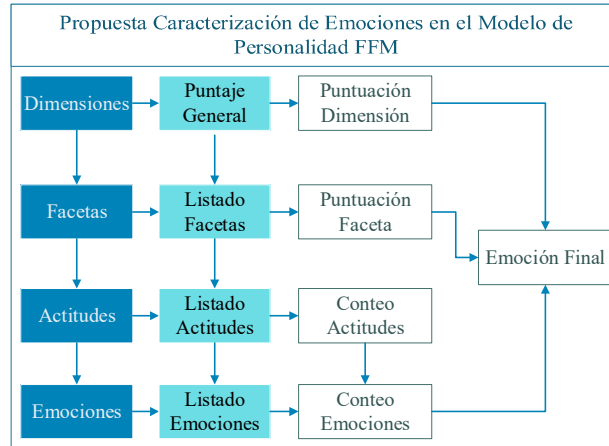 Propuesta Caracterización de Emociones en el Modelo de
Personalidad FFM
Dimensiones
Puntaje
General
Puntuación
Dimensión
Facetas
Listado
Facetas
Puntuación
Faceta
Emoción Final
Actitudes
Listado
Actitudes
Conteo
Actitudes
Emociones
Listado
Emociones
Conteo
Emociones